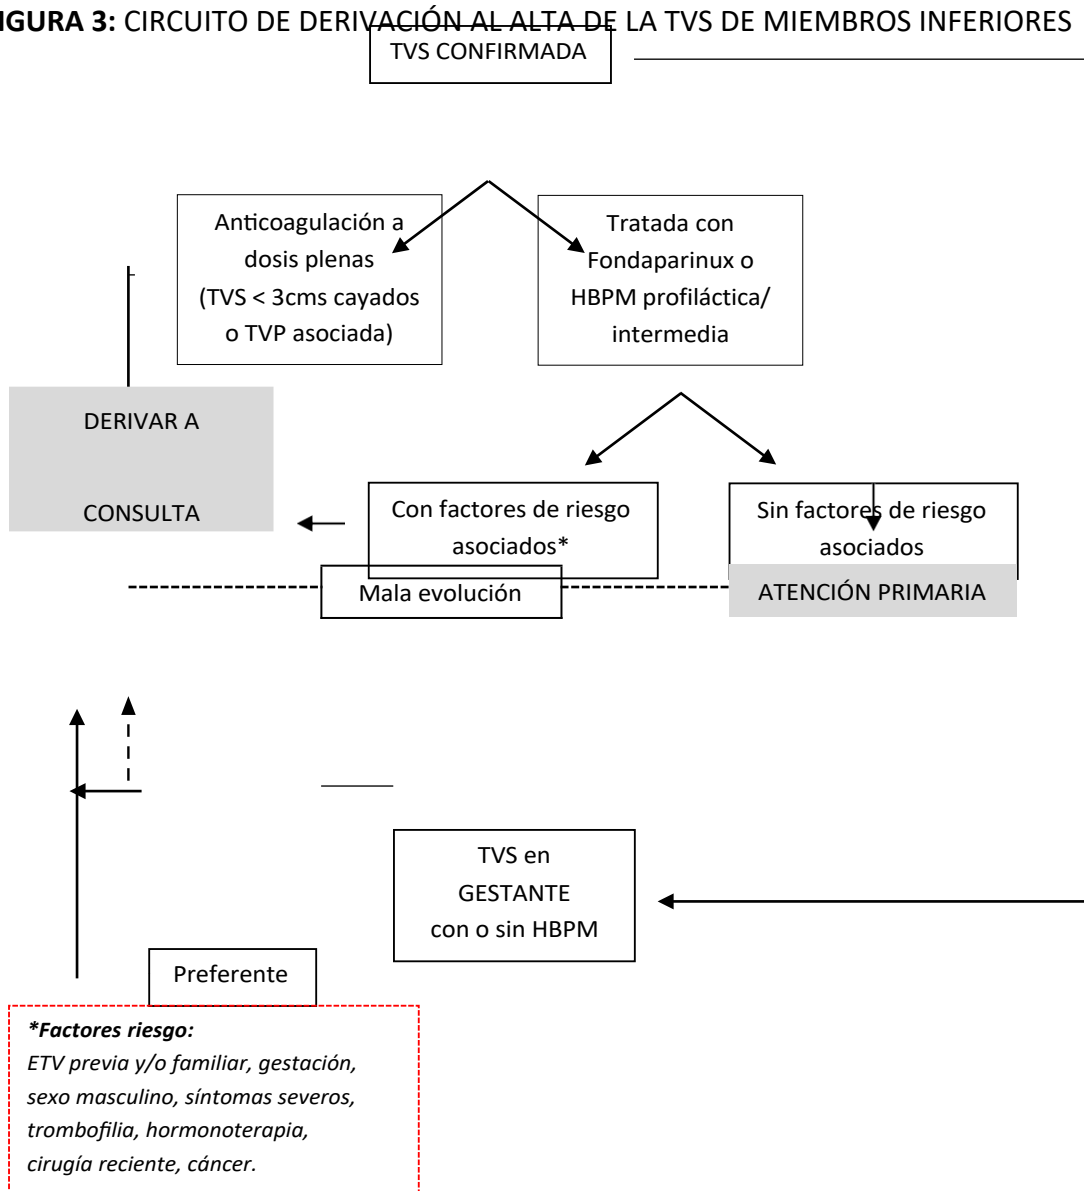 IGURA 3: CIRCUITO DE DERIVACIÓN AL ALTA DE LA TVS DE MIEMBROS INFERIORES
TVS CONFIRMADA
Anticoagulación a
dosis plenas
(TVS < 3cms cayados
o TVP asociada)
Tratada con
Fondaparinux o
HBPM profiláctica/
intermedia
DERIVAR A
CONSULTA
Con factores de riesgo
asociados*
Sin factores de riesgo
asociados
Mala evolución
ATENCIÓN PRIMARIA
TVS en
GESTANTE
con o sin HBPM
Preferente
*Factores riesgo:
ETV previa y/o familiar, gestación,
sexo masculino, síntomas severos,
trombofilia, hormonoterapia,
cirugía reciente, cáncer.